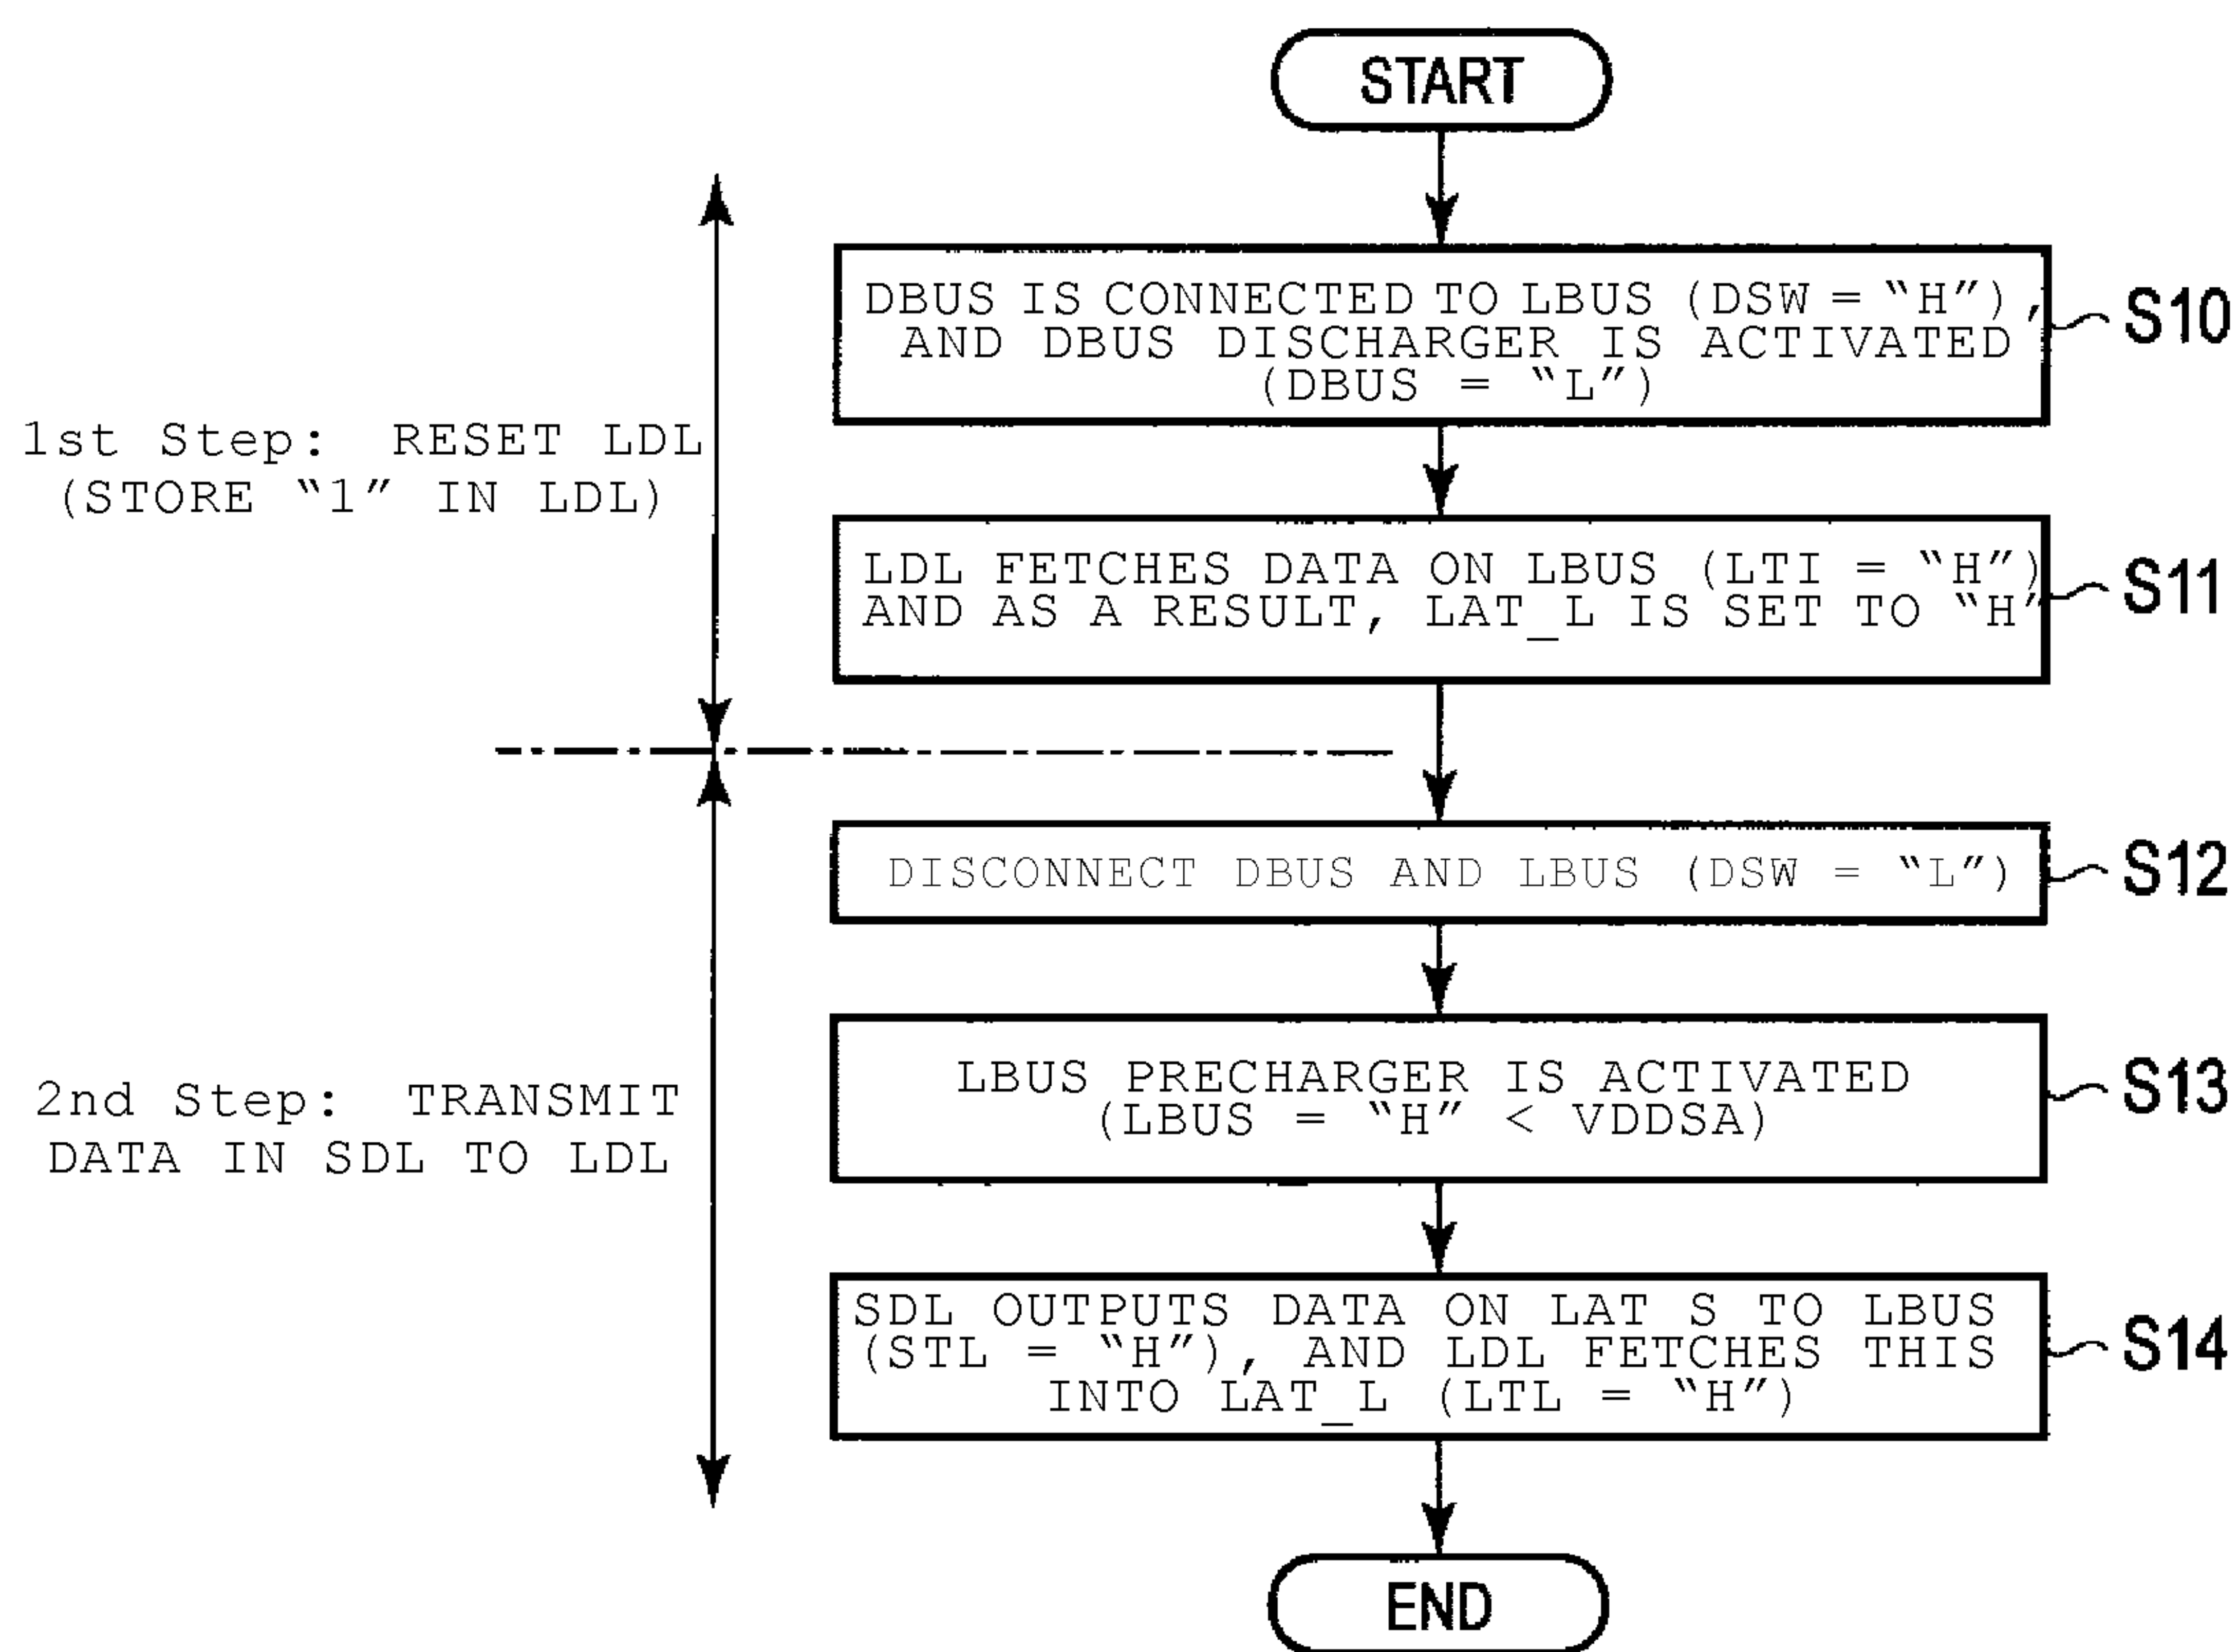 START
DBUS IS CONNECTED TO LBUS (DSW = “H”),
AND DBUS DISCHARGER IS ACTIVATED
(DBUS = “L”)
S10
1st Step: RESET LDL
(STORE “1” IN LDL)
LDL FETCHES DATA ON LBUS (LTI = “H”)
AND AS A RESULT, LAT_L IS SET TO “H”
S11
DISCONNECT DBUS AND LBUS (DSW = “L”)
S12
2nd Step: TRANSMIT
DATA IN SDL TO LDL
LBUS PRECHARGER IS ACTIVATED
(LBUS = “H” < VDDSA)
S13
SDL OUTPUTS DATA ON LAT S TO LBUS
(STL = “H”), AND LDL FETCHES THIS
INTO LAT_L (LTL = “H”)
S14
END